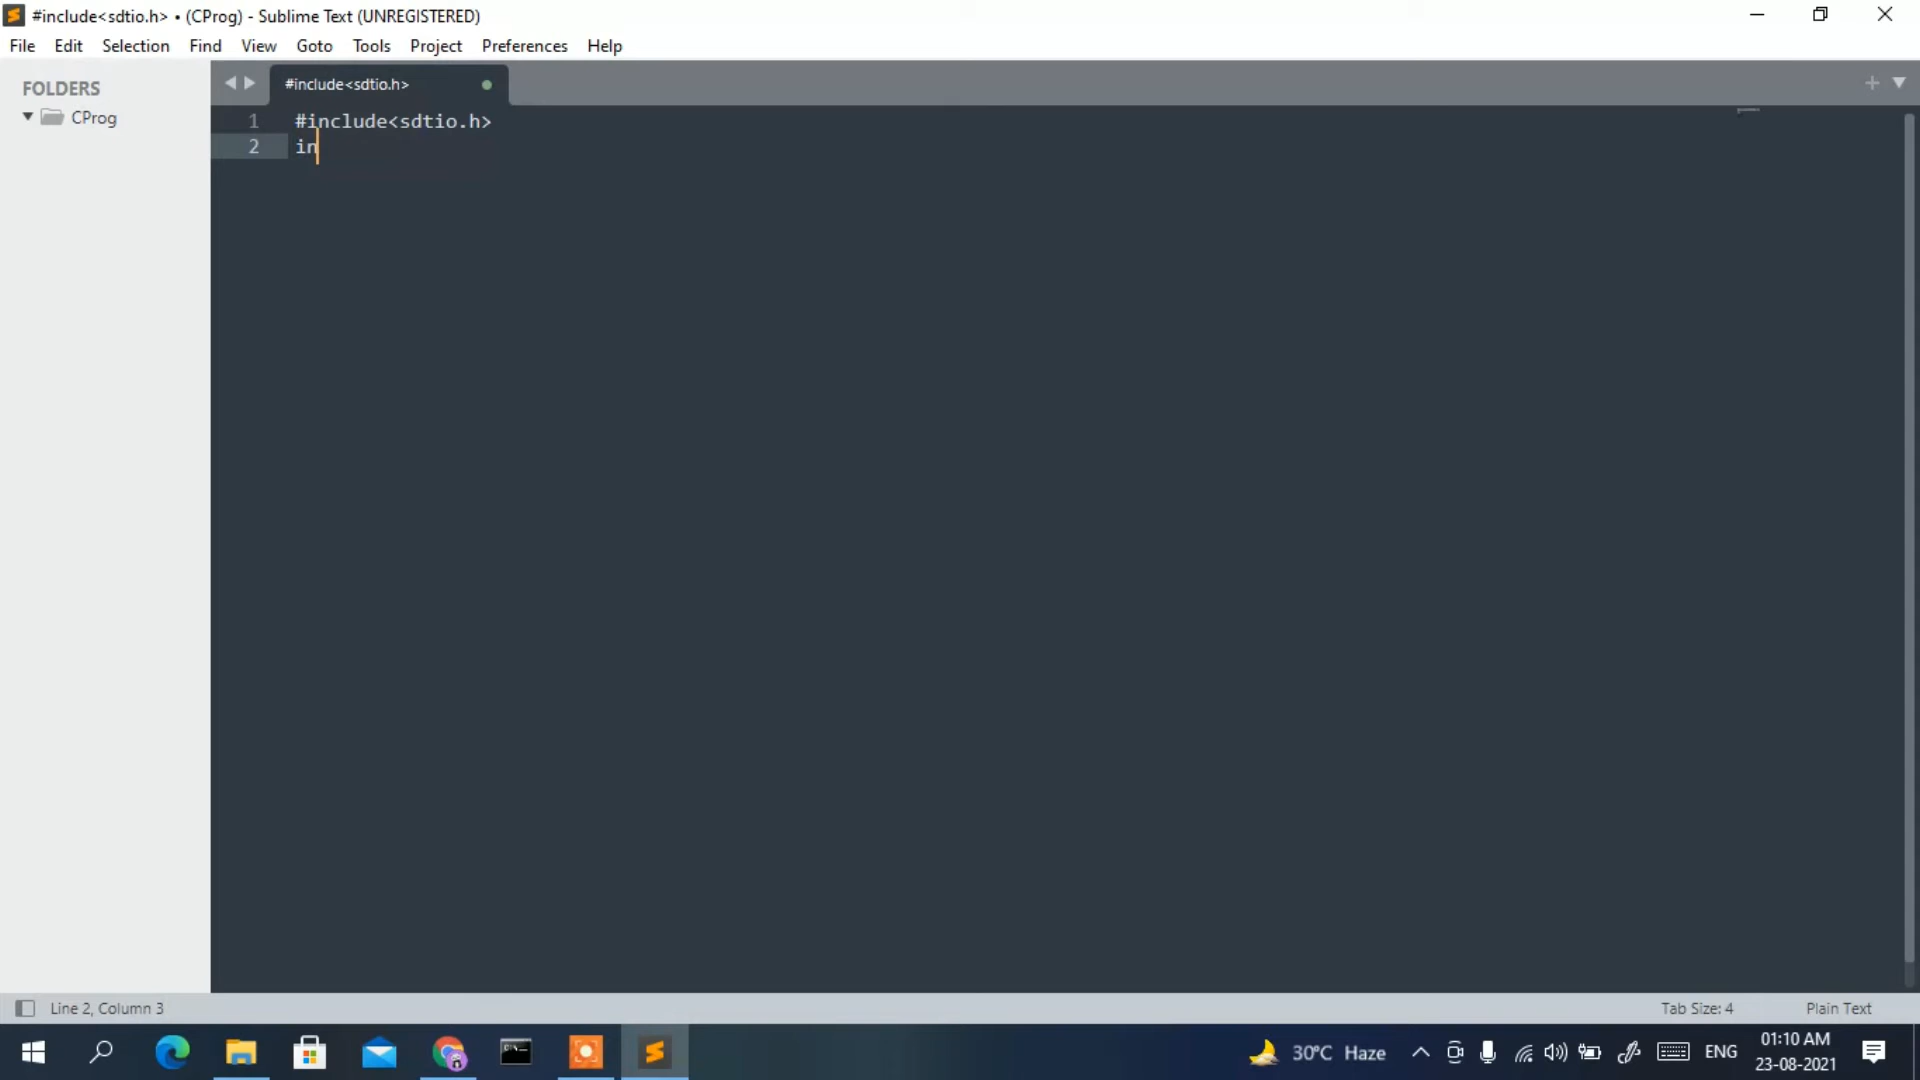 #include<sdtio.h> • (CProg) - Sublime Text (UNREGISTERED)
File Edit Selection Find View Goto Tools Project Preferences Help
FOLDERS
CProg
#include<sdtio.h>
1 #include<sdtio.h>
2 in
Line 2, Column 3
Tab Size: 4
Plain Text
30°C Haze
ENG
01:10 AM
23-08-2021